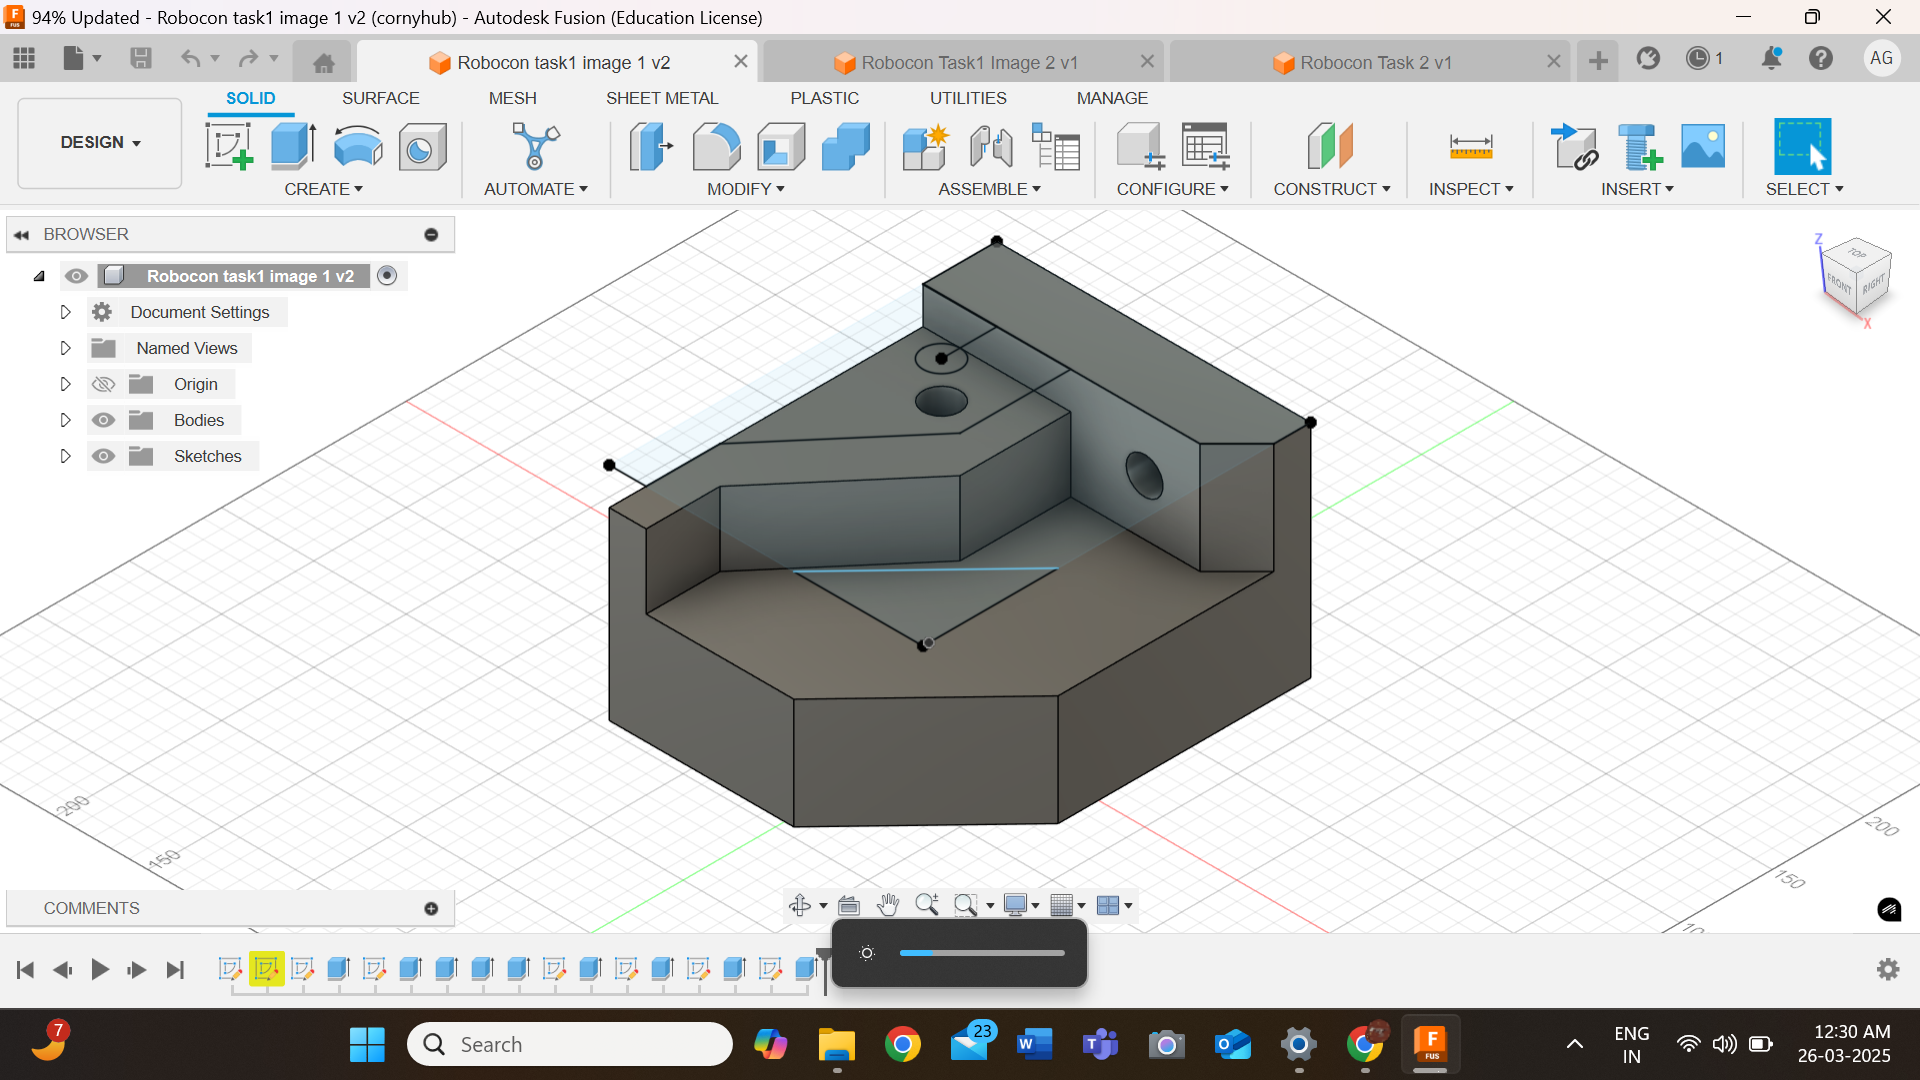 94% Updated - Robocon task1 image 1 v2 (cornyhub) - Autodesk Fusion (Education License)
Robocon task1 image 1 v2
Robocon Task1 Image 2 v1
Robocon Task 2 v1
1
AG
SOLID
SURFACE
MESH
SHEET METAL
PLASTIC
UTILITIES
MANAGE
DESIGN
CREATE
AUTOMATE
MODIFY
ASSEMBLE
CONFIGURE
CONSTRUCT
INSPECT
INSERT
SELECT
BROWSER
Robocon task1 image 1 v2
Document Settings
Named Views
Origin
Bodies
Sketches
Z
TOP
FRONT
RIGHT
X
200
150
200
150
COMMENTS
7
Search
23
W
T
O
F
FUS
ENG
IN
12:30 AM
26-03-2025